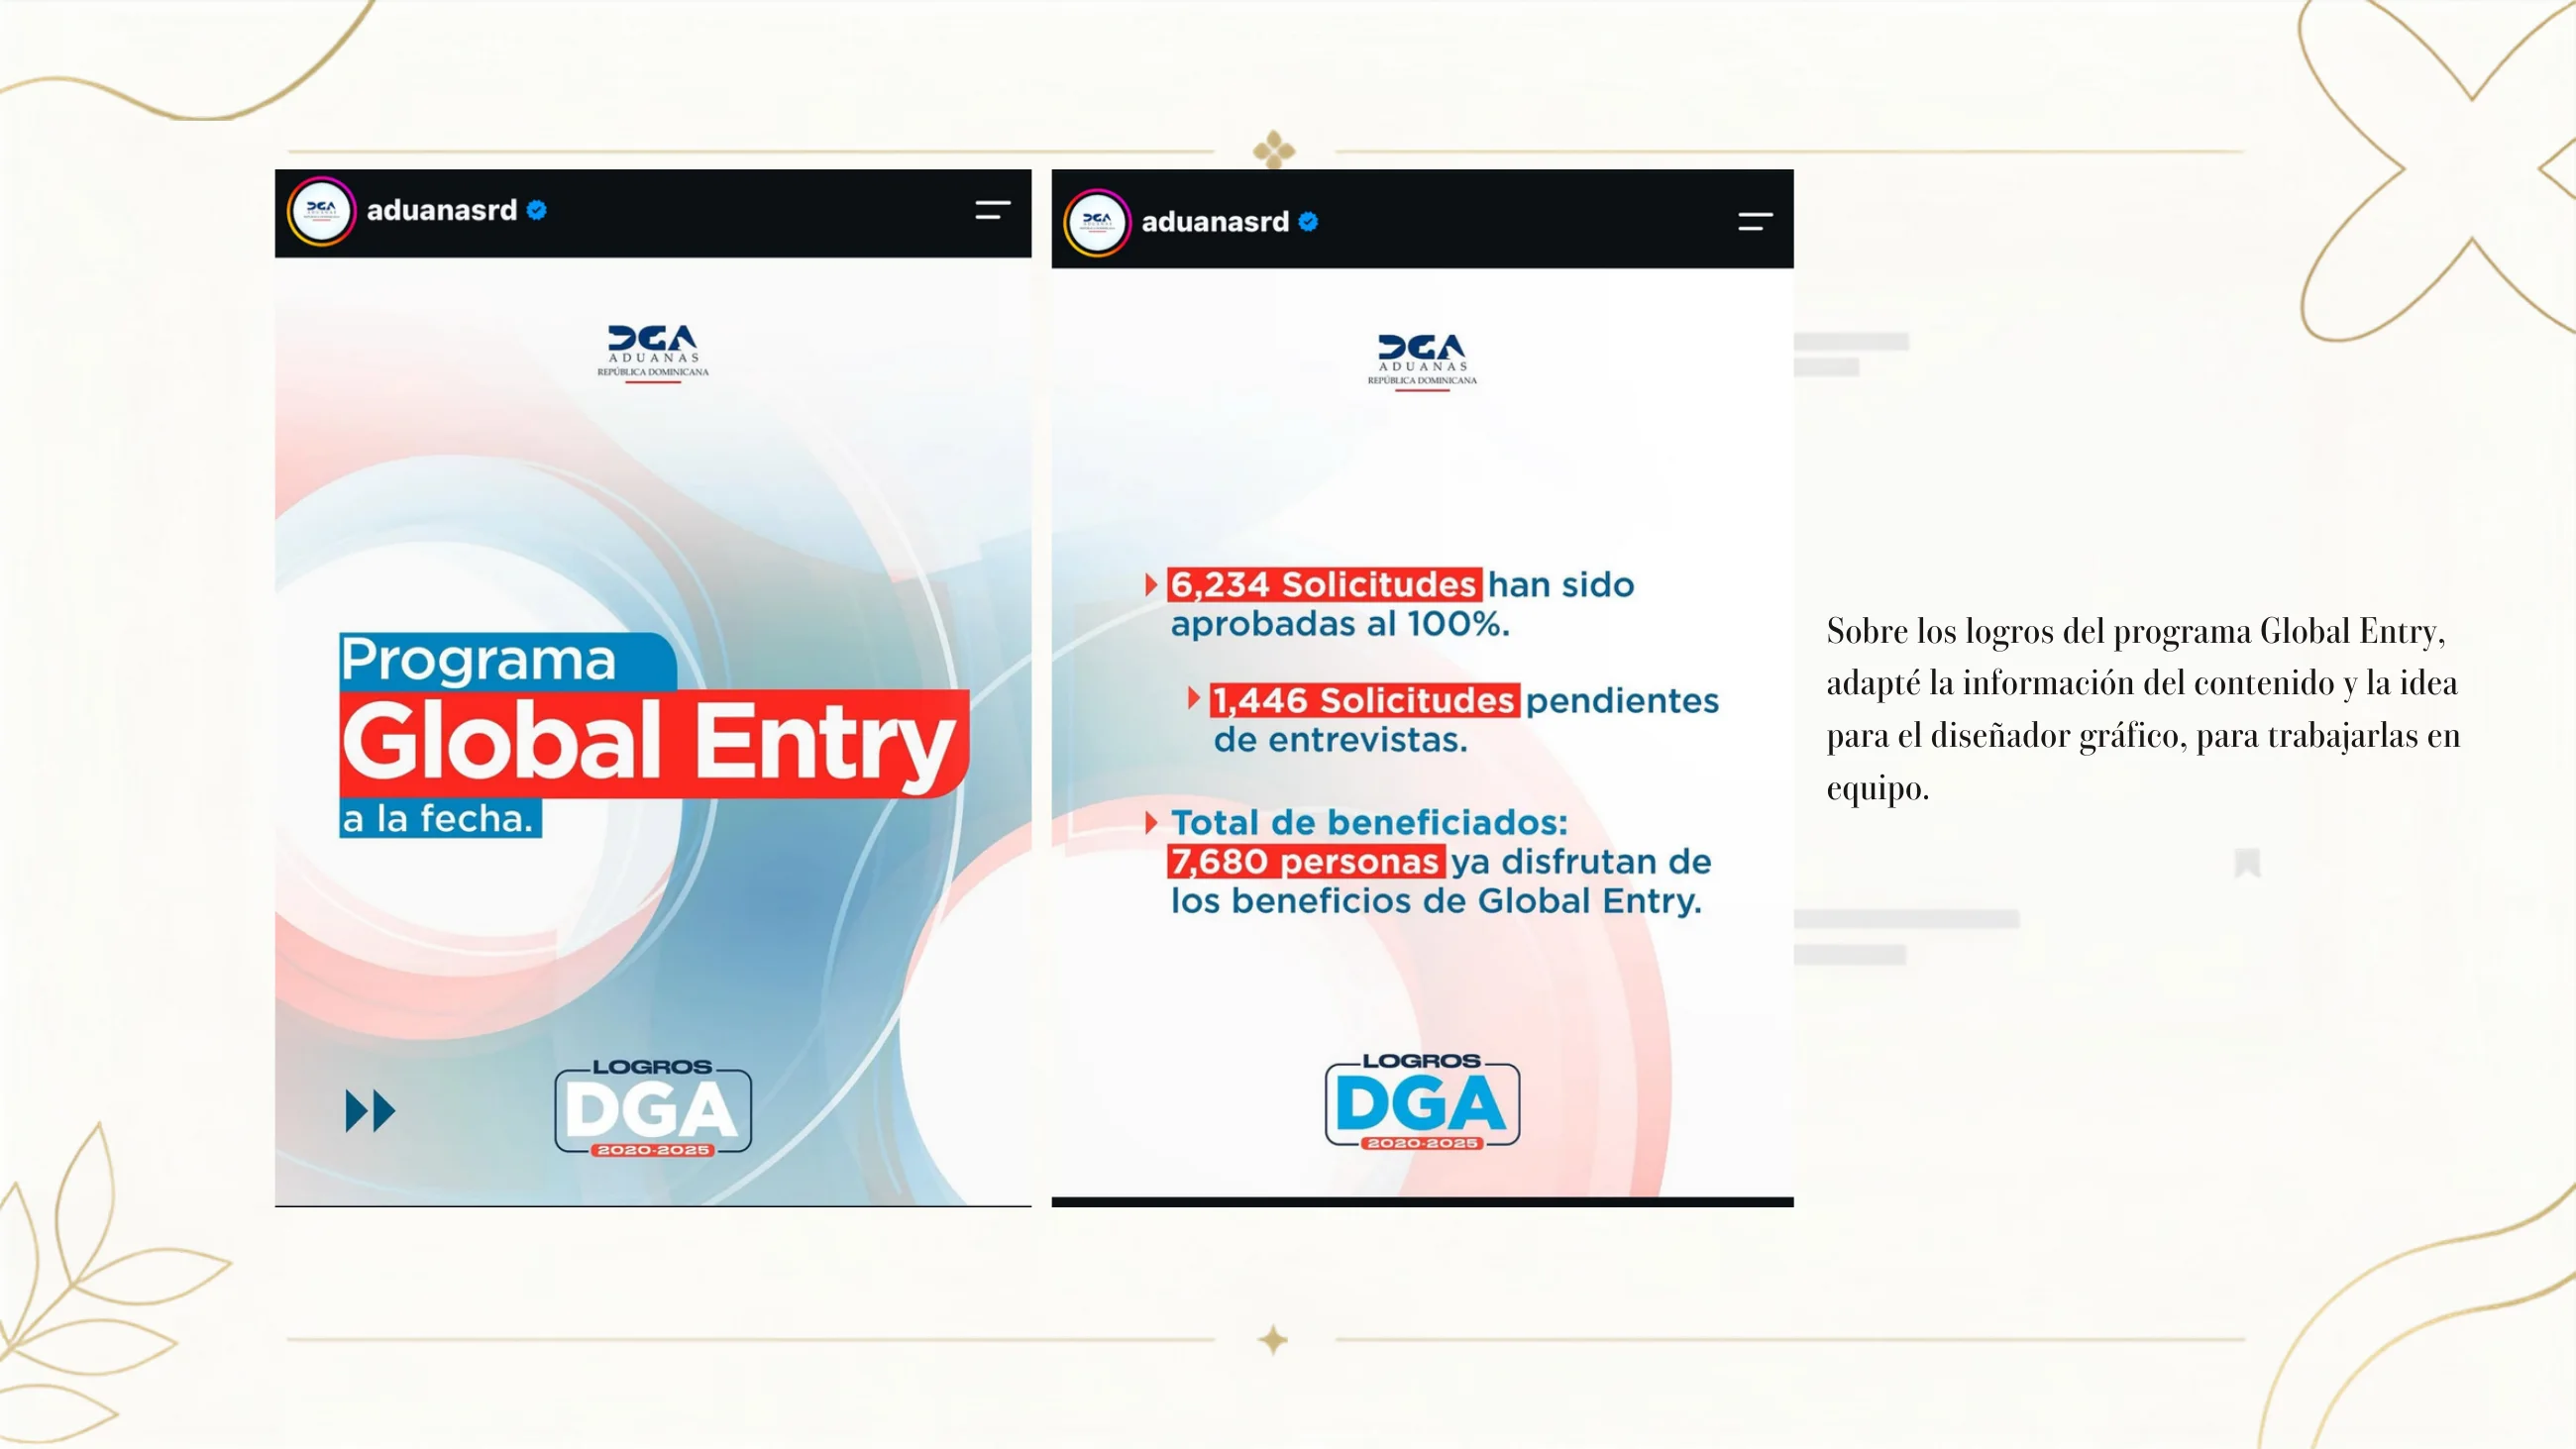 aduanasrd
DGA
ADUANAS
REPÚBLICA DOMINICANA
Programa
Global Entry
a la fecha.
LOGROS
DGA
2020-2025
aduanasrd
DGA
ADUANAS
REPÚBLICA DOMINICANA
6,234 Solicitudes han sido
aprobadas al 100%.
1,446 Solicitudes pendientes
de entrevistas.
Total de beneficiados:
7,680 personas ya disfrutan de
los beneficios de Global Entry.
LOGROS
DGA
2020-2025
Sobre los logros del programa Global Entry,
adapté la información del contenido y la idea
para el diseñador gráfico, para trabajarlas en
equipo.